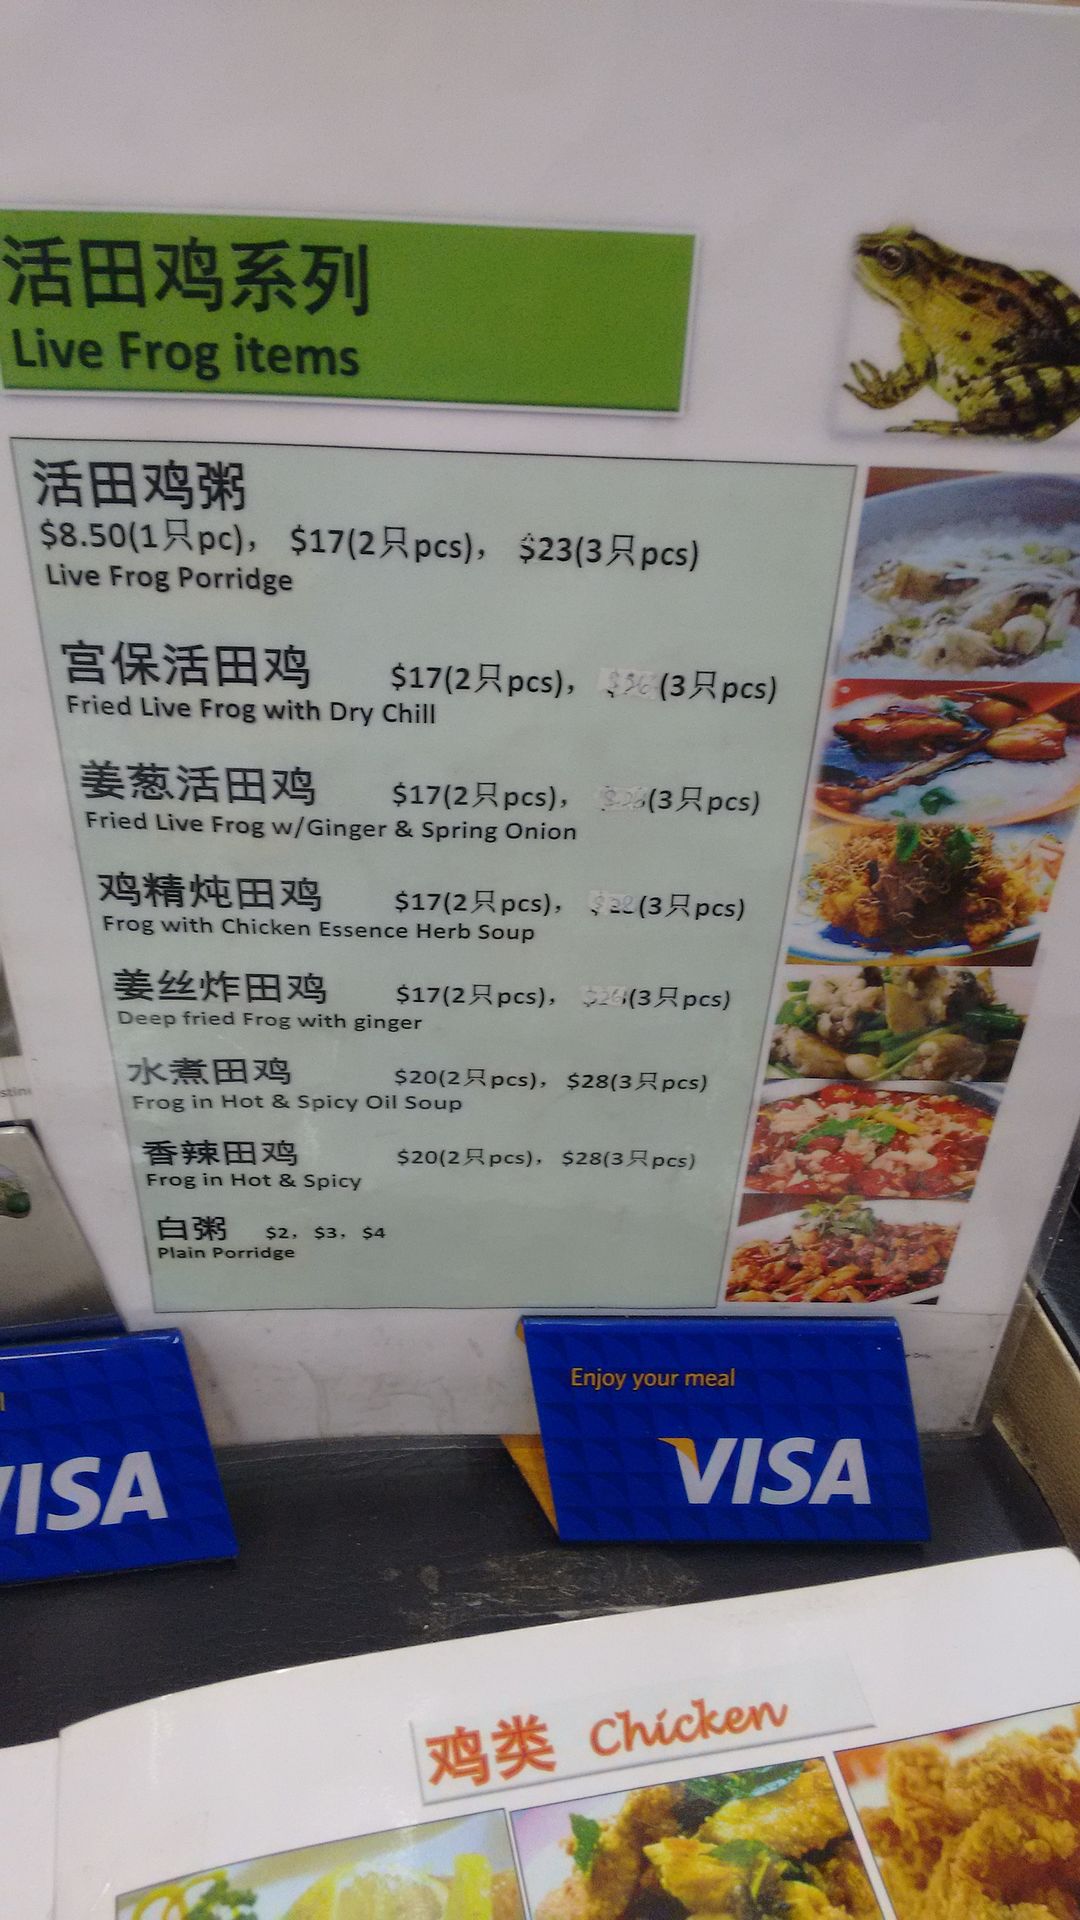 活田鸡系列
Live Frog items
活田鸡粥
$8.50(1只pc), $17(2只pcs), $23(3只pcs)
Live Frog Porridge
宫保活田鸡 $17(2只pcs), (3只pcs)
Fried Live Frog with Dry Chill
姜葱活田鸡 $17(2只pcs), (3只pcs)
Fried Live Frog w/Ginger & Spring Onion
鸡精炖田鸡 $17(2只pcs), (3只pcs)
Frog with Chicken Essence Herb Soup
姜丝炸田鸡 $17(2只pcs), (3只pcs)
Deep fried Frog with ginger
水煮田鸡 $20(2只pcs), $28(3只pcs)
Frog in Hot & Spicy Oil Soup
香辣田鸡 $20(2只pcs), $28(3只pcs)
Frog in Hot & Spicy
白粥 $2, $3, $4
Plain Porridge
Enjoy your meal
VISA
VISA
鸡类 Chicken